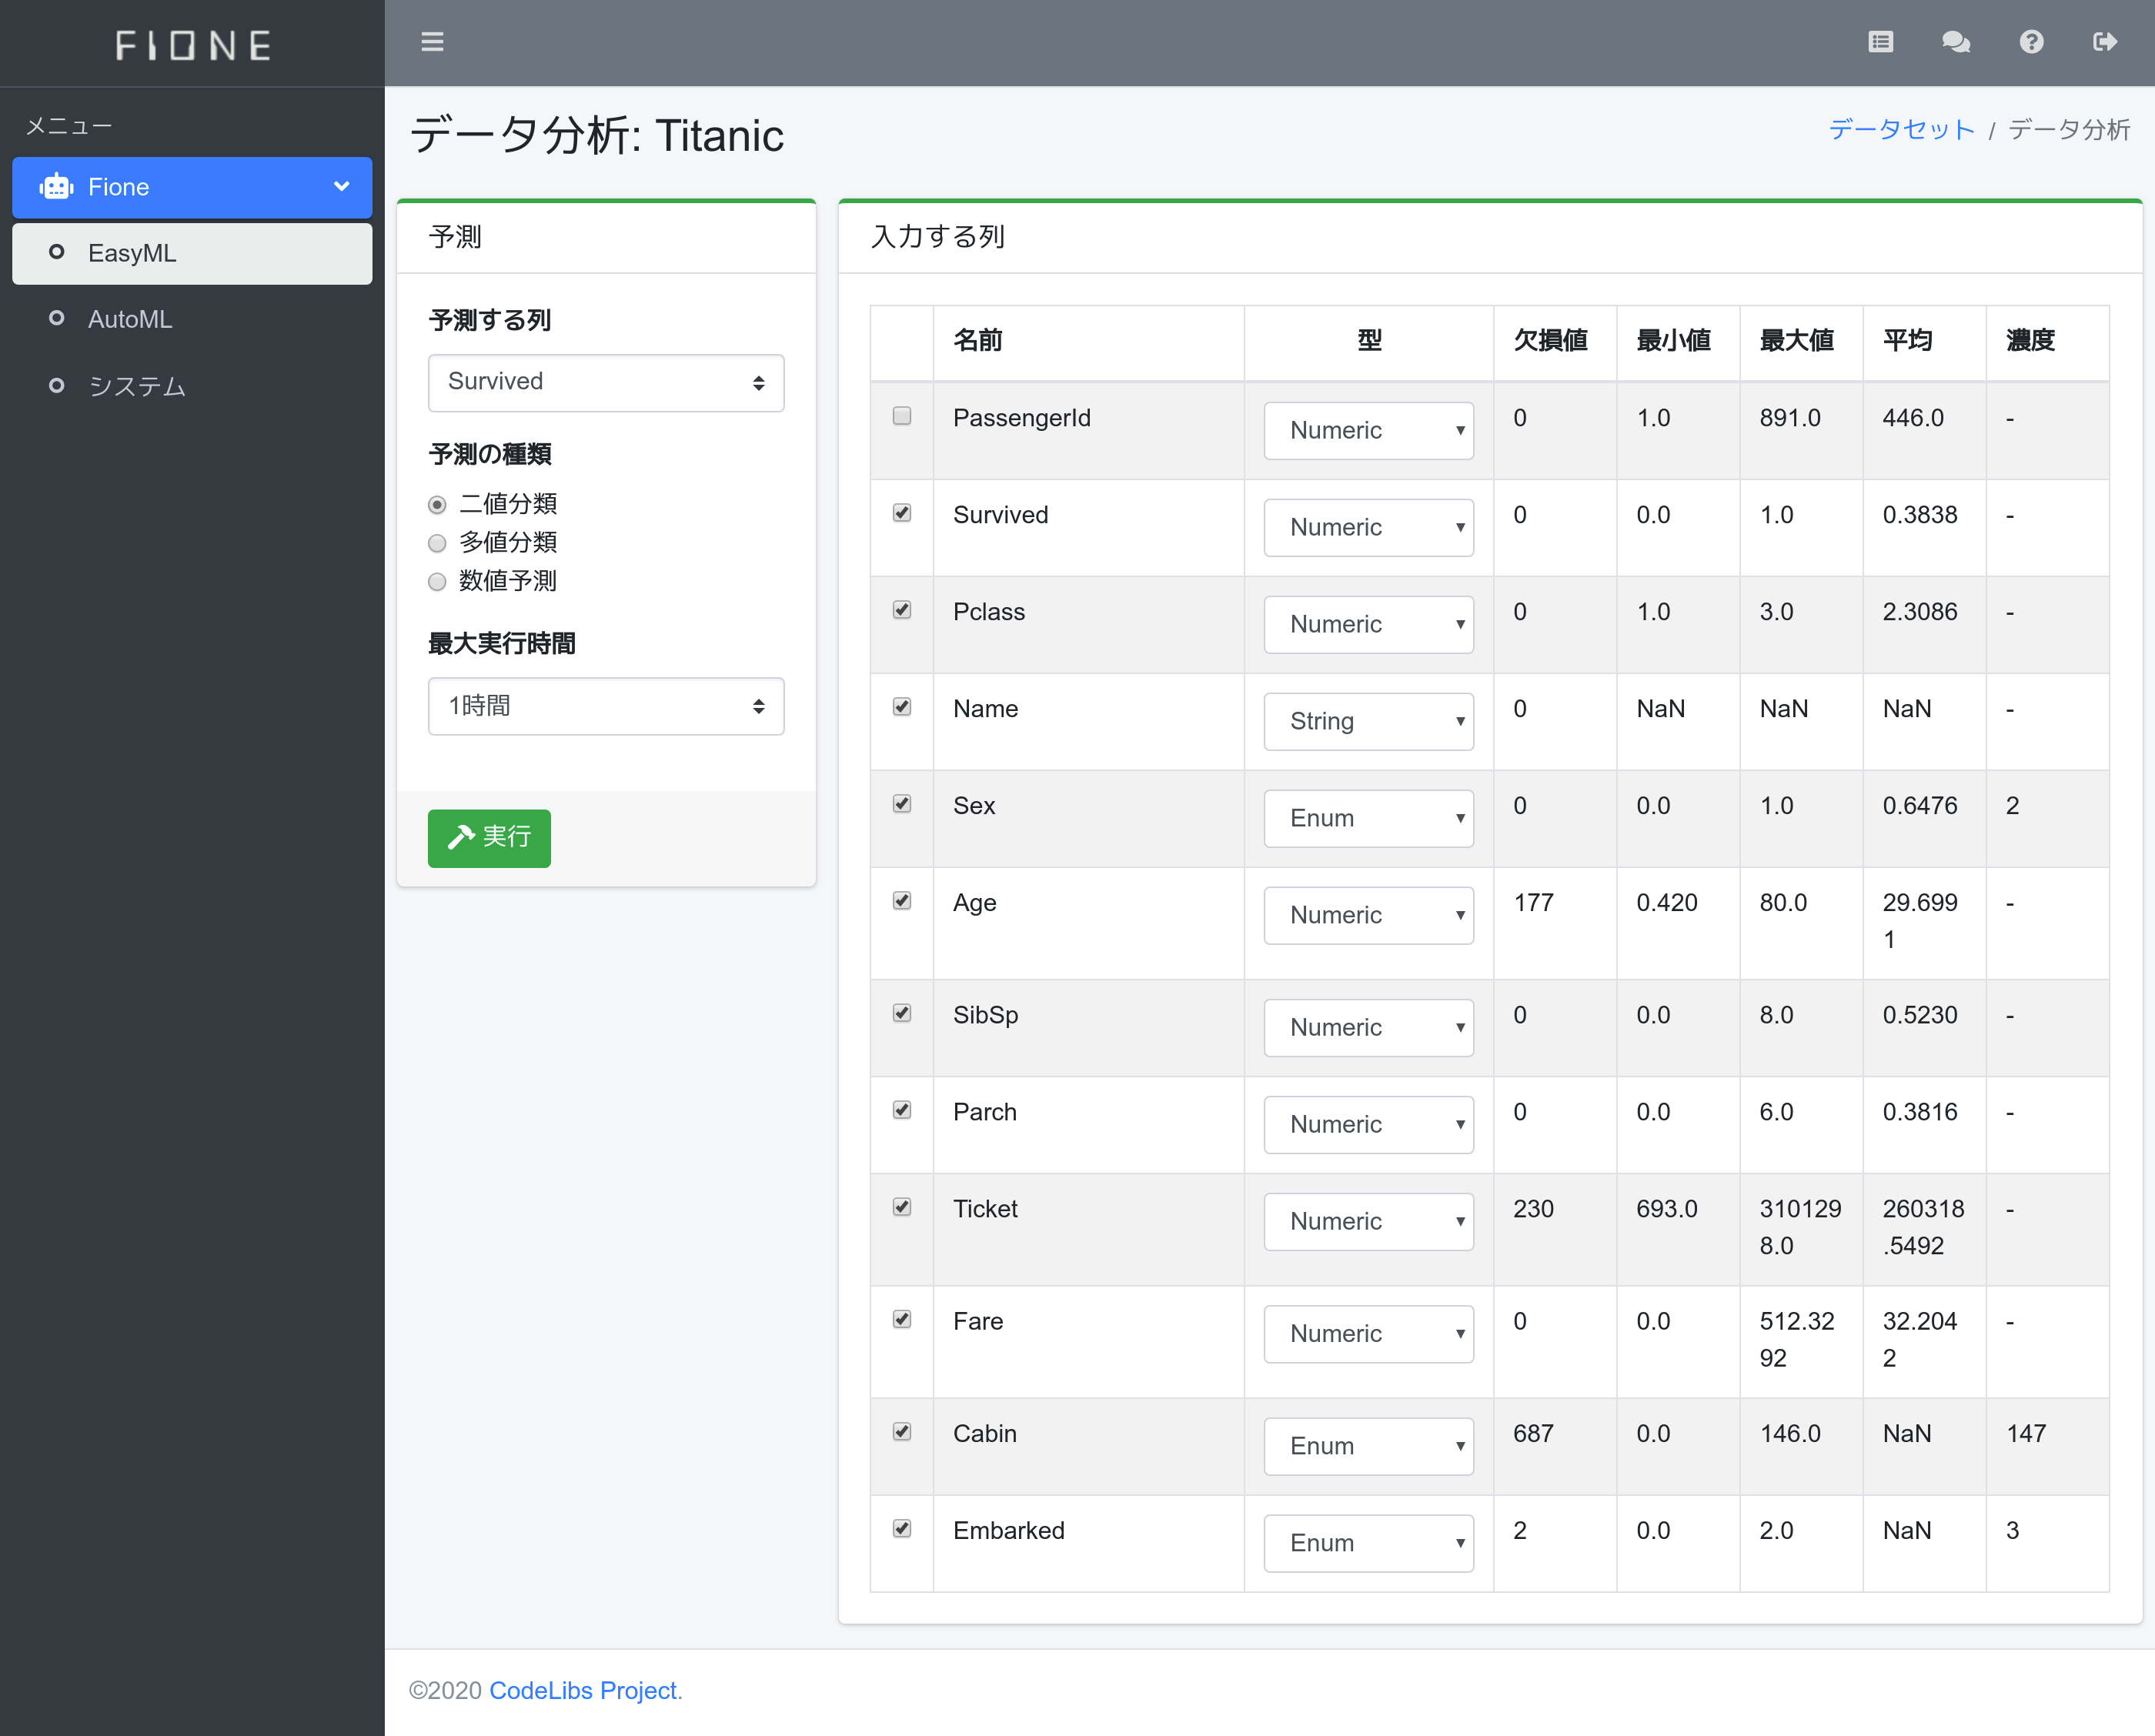 FIONE
メニュー
Fione
EasyML
AutoML
システム
データ分析: Titanic
データセット / データ分析
予測
予測する列
Survived
予測の種類
二値分類
多値分類
数値予測
最大実行時間
1時間
実行
入力する列
名前 型 欠損値 最小値 最大値 平均 濃度
PassengerId Numeric 0 1.0 891.0 446.0 -
Survived Numeric 0 0.0 1.0 0.3838 -
Pclass Numeric 0 1.0 3.0 2.3086 -
Name String 0 NaN NaN NaN -
Sex Enum 0 0.0 1.0 0.6476 2
Age Numeric 177 0.420 80.0 29.699 -
1
SibSp Numeric 0 0.0 8.0 0.5230 -
Parch Numeric 0 0.0 6.0 0.3816 -
Ticket Numeric 230 693.0 310129 260318 -
8.0 .5492
Fare Numeric 0 0.0 512.32 32.204 -
92 2
Cabin Enum 687 0.0 146.0 NaN 147
Embarked Enum 2 0.0 2.0 NaN 3
©2020 CodeLibs Project.